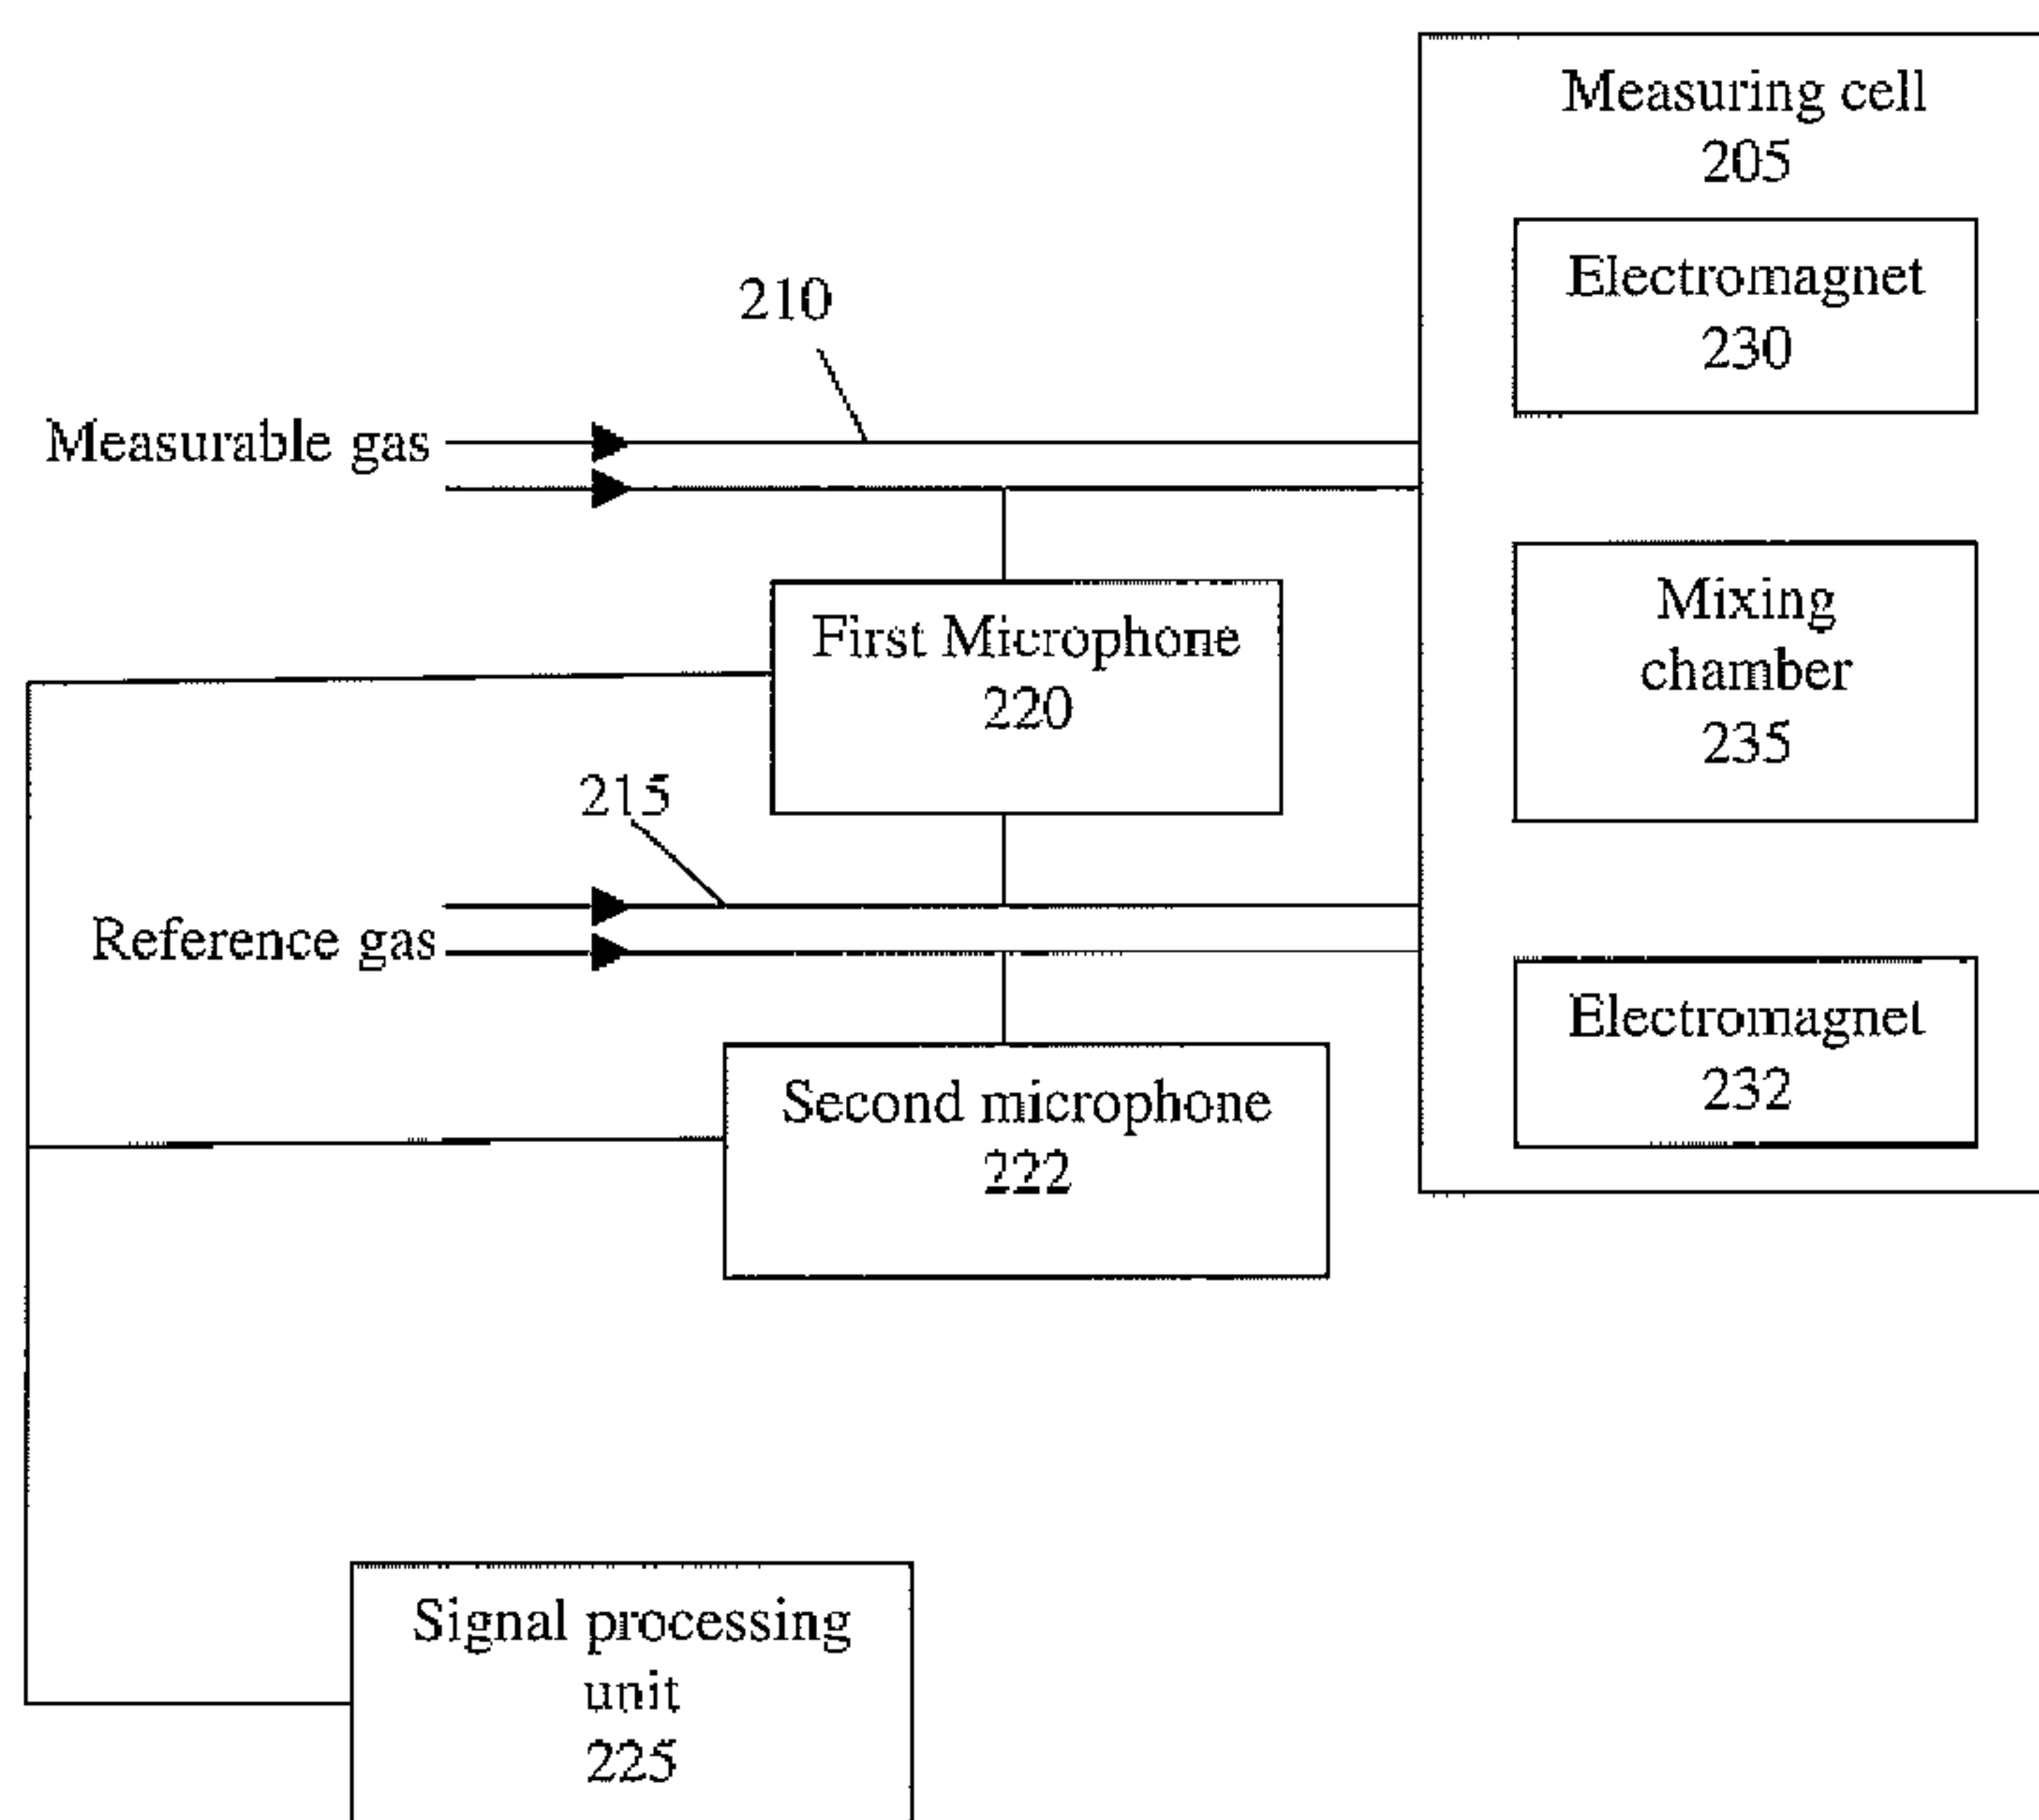 Measuring cell
205
Electromagnet
230
210
Measurable gas
Mixing
chamber
235
First Microphone
220
215
Reference gas
Electromagnet
232
Second microphone
222
Signal processing
unit
225